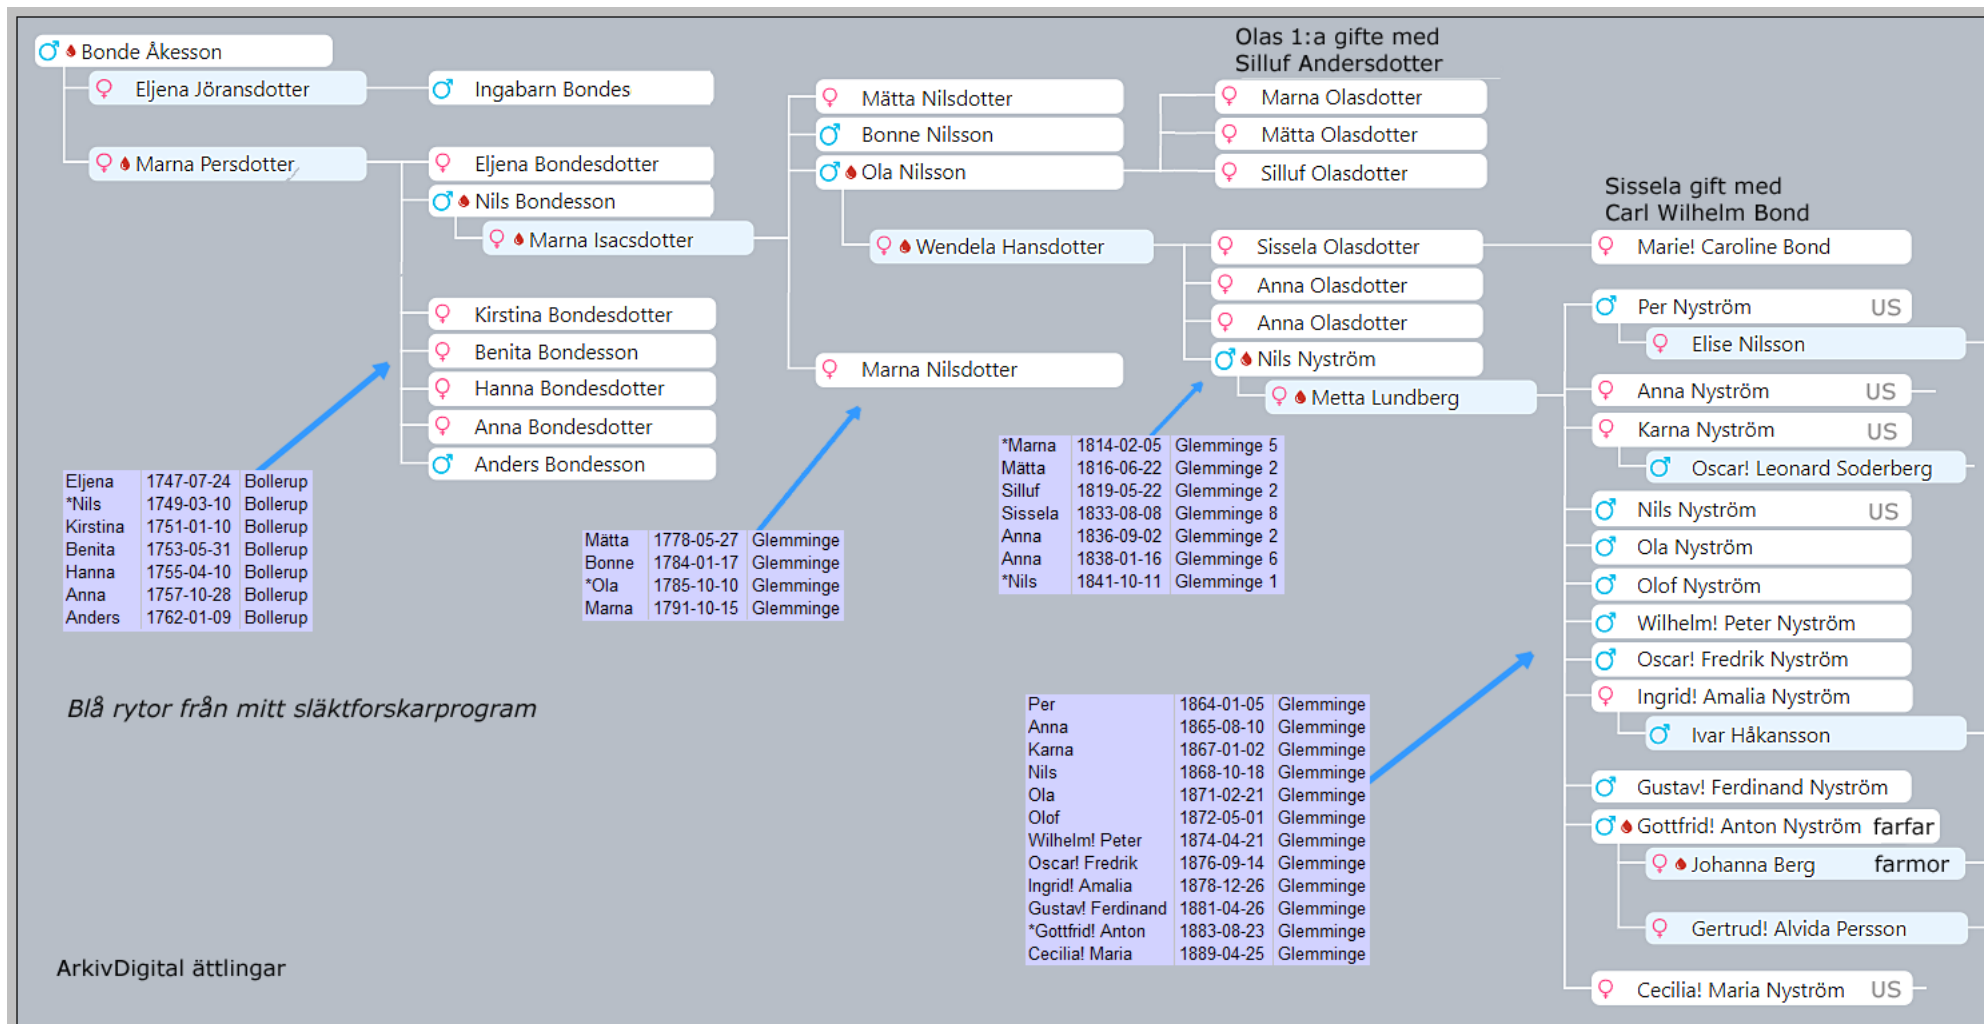 Bonde Åkesson
Eljena Jöransdotter
Ingabarn Bondes
Marna Persdotter
Eljena Bondesdotter
Nils Bondesson
Marna Isacsdotter
Kirstina Bondesdotter
Benita Bondesson
Hanna Bondesdotter
Anna Bondesdotter
Anders Bondesson
Mätta Nilsdotter
Bonne Nilsson
Ola Nilsson
Wendela Hansdotter
Marna Nilsdotter
Olas 1:a gifte med
Silluf Andersdotter
Marna Olasdotter
Mätta Olasdotter
Silluf Olasdotter
Sissela Olasdotter
Anna Olasdotter
Anna Olasdotter
Nils Nyström
Metta Lundberg
Sissela gift med
Carl Wilhelm Bond
Marie! Caroline Bond
Per Nyström US
Elise Nilsson
Anna Nyström US
Karna Nyström US
Oscar! Leonard Soderberg
Nils Nyström US
Ola Nyström
Olof Nyström
Wilhelm! Peter Nyström
Oscar! Fredrik Nyström
Ingrid! Amalia Nyström
Ivar Håkansson
Gustav! Ferdinand Nyström
Gottfrid! Anton Nyström farfar
Johanna Berg farmor
Gertrud! Alvida Persson
Cecilia! Maria Nyström US
Eljena 1747-07-24 Bollerup
*Nils 1749-03-10 Bollerup
Kirstina 1751-01-10 Bollerup
Benita 1753-05-31 Bollerup
Hanna 1755-04-10 Bollerup
Anna 1757-10-28 Bollerup
Anders 1762-01-09 Bollerup
Mätta 1778-05-27 Glemminge
Bonne 1784-01-17 Glemminge
*Ola 1785-10-10 Glemminge
Marna 1791-10-15 Glemminge
*Marna 1814-02-05 Glemminge 5
Mätta 1816-06-22 Glemminge 2
Silluf 1819-05-22 Glemminge 2
Sissela 1833-08-08 Glemminge 8
Anna 1836-09-02 Glemminge 2
Anna 1838-01-16 Glemminge 6
*Nils 1841-10-11 Glemminge 1
Per 1864-01-05 Glemminge
Anna 1865-08-10 Glemminge
Karna 1867-01-02 Glemminge
Nils 1868-10-18 Glemminge
Ola 1871-02-21 Glemminge
Olof 1872-05-01 Glemminge
Wilhelm! Peter 1874-04-21 Glemminge
Oscar! Fredrik 1876-09-14 Glemminge
Ingrid! Amalia 1878-12-26 Glemminge
Gustav! Ferdinand 1881-04-26 Glemminge
*Gottfrid! Anton 1883-08-23 Glemminge
Cecilia! Maria 1889-04-25 Glemminge
Blå rytor från mitt släktforskarprogram
ArkivDigital ättlingar